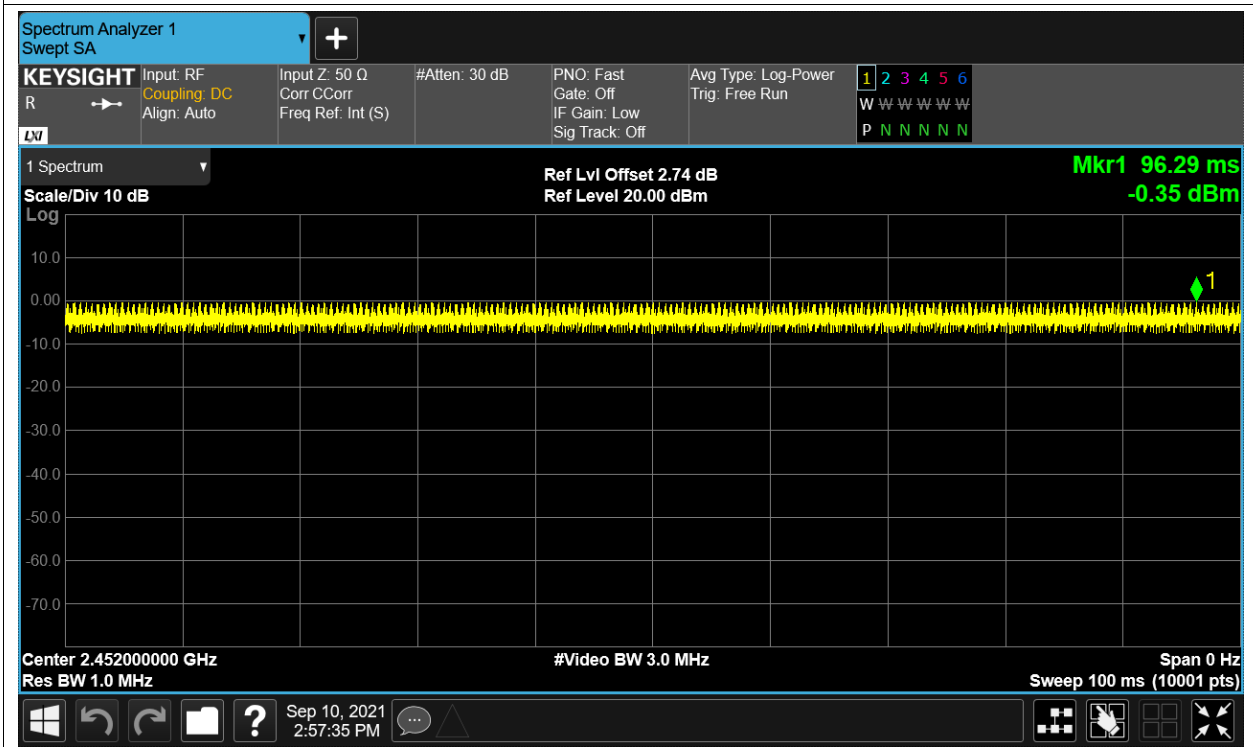 Spectrum Analyzer 1
Swept SA
KEYSIGHT
R
LXI
Input: RF
Coupling: DC
Align: Auto
Input Z: 50 Ω
Corr CCorr
Freq Ref: Int (S)
#Atten: 30 dB
PNO: Fast
Gate: Off
IF Gain: Low
Sig Track: Off
Avg Type: Log-Power
Trig: Free Run
1 2 3 4 5 6
W W W W W W
P N N N N N
1 Spectrum
Scale/Div 10 dB
Ref Lvl Offset 2.74 dB
Ref Level 20.00 dBm
Mkr1 96.29 ms
-0.35 dBm
Log
10.0
0.00
-10.0
-20.0
-30.0
-40.0
-50.0
-60.0
-70.0
1
Center 2.452000000 GHz
Res BW 1.0 MHz
#Video BW 3.0 MHz
Span 0 Hz
Sweep 100 ms (10001 pts)
Sep 10, 2021
2:57:35 PM